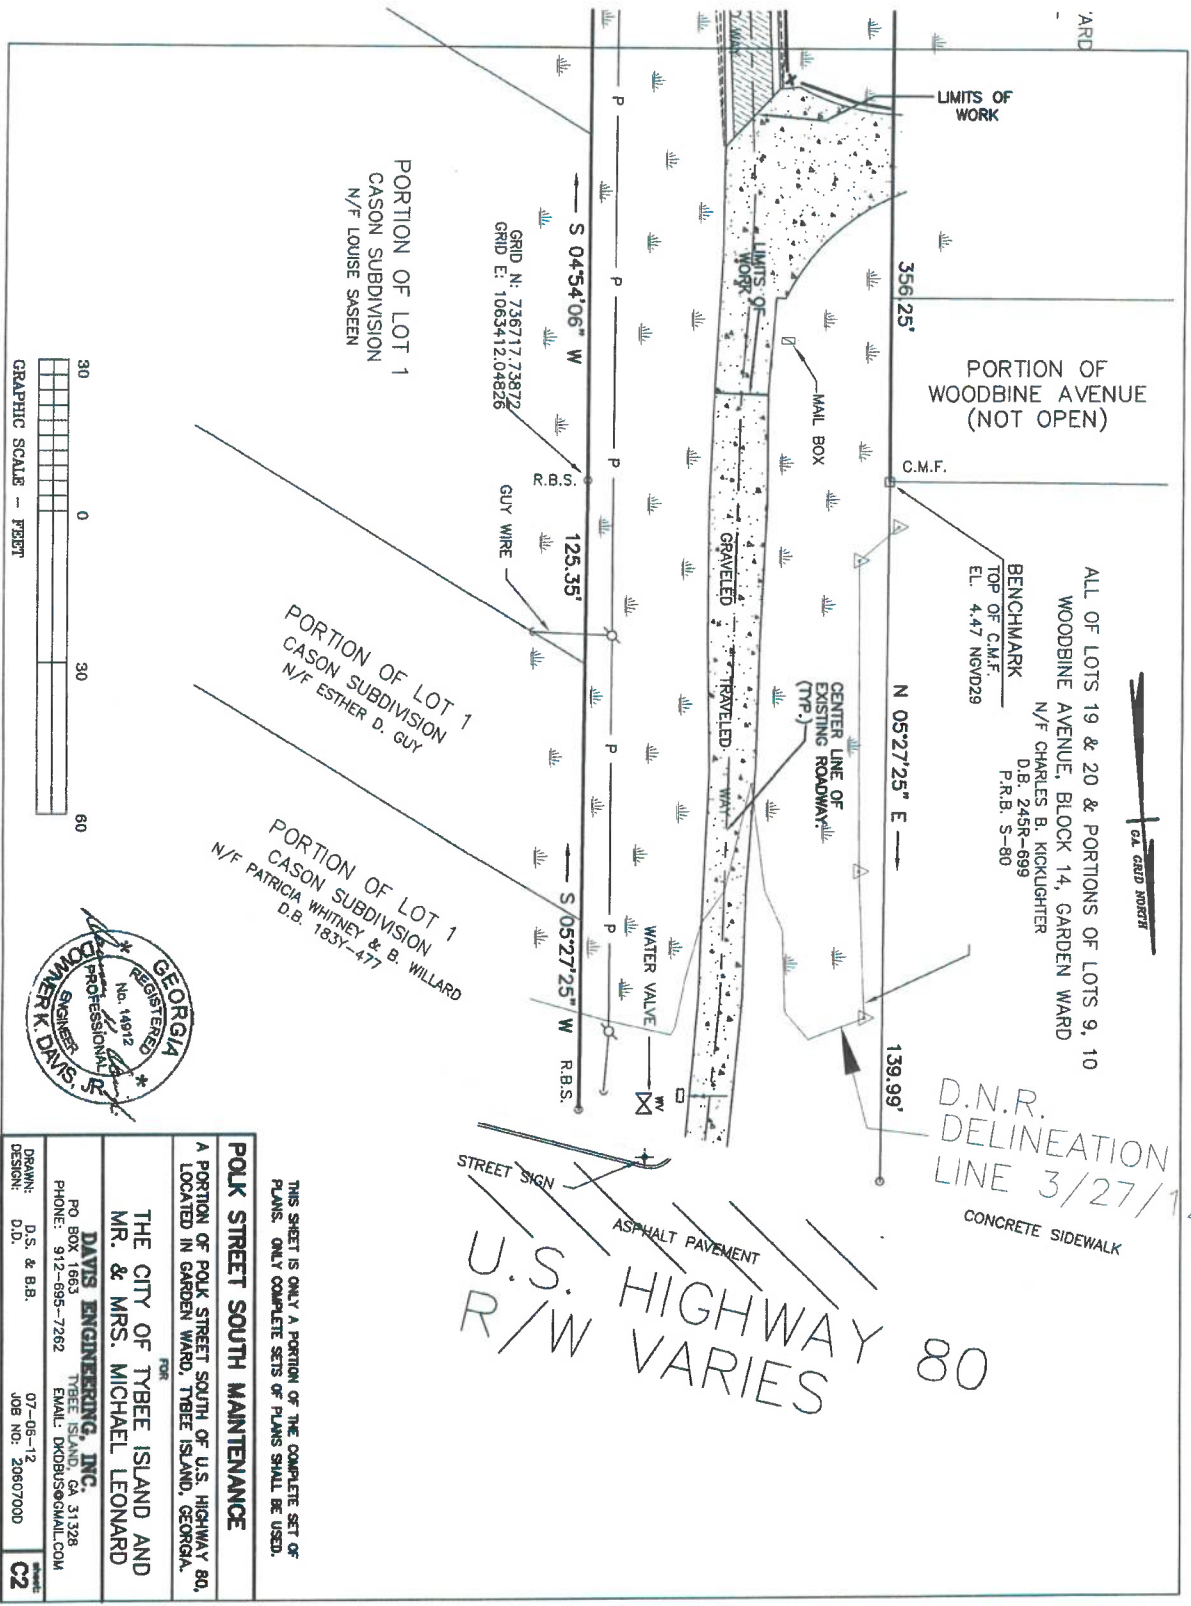 'ARD
LIMITS OF
WORK
WAY
PORTION OF LOT 1
CASON SUBDIVISION
N/F LOUISE SASEEN
S 04°54'06" W
GRID N: 736717.73872
GRID E: 1063412.04826
P
P
P
P
P
LIMITS OF
WORK
356.25'
PORTION OF
WOODBINE AVENUE
(NOT OPEN)
MAIL BOX
C.M.F.
R.B.S.
GUY WIRE
125.35'
GRAVELED
TRAVELED
WAY
BENCHMARK
TOP OF C.M.F.
EL. 4.47 NGVD29
ALL OF LOTS 19 & 20 & PORTIONS OF LOTS 9, 10
WOODBINE AVENUE, BLOCK 14, GARDEN WARD
N/F CHARLES B. KICKLIGHTER
D.B. 245R-699
P.R.B. S-80
GA. GRID NORTH
CENTER LINE OF
EXISTING ROADWAY.
(TYP.)
N 05°27'25" E
139.99'
PORTION OF LOT 1
CASON SUBDIVISION
N/F ESTHER D. GUY
PORTION OF LOT 1
CASON SUBDIVISION
N/F PATRICIA WHITNEY & B. WILLARD
D.B. 183Y-477
S 05°27'25" W
R.B.S.
WATER VALVE
WV
D.N.R.
DELINEATION
LINE 3/27/1
CONCRETE SIDEWALK
STREET SIGN
ASPHALT PAVEMENT
U.S. HIGHWAY 80
R/W VARIES
30
0
30
60
GRAPHIC SCALE - FEET
GEORGIA
REGISTERED
No. 14912
PROFESSIONAL
ENGINEER
DOWNER K. DAVIS, JR.
THIS SHEET IS ONLY A PORTION OF THE COMPLETE SET OF
PLANS. ONLY COMPLETE SETS OF PLANS SHALL BE USED.
POLK STREET SOUTH MAINTENANCE
A PORTION OF POLK STREET SOUTH OF U.S. HIGHWAY 80,
LOCATED IN GARDEN WARD, TYBEE ISLAND, GEORGIA.
FOR
THE CITY OF TYBEE ISLAND AND
MR. & MRS. MICHAEL LEONARD
DAVIS ENGINEERING, INC.
PO BOX 1663 TYBEE ISLAND, GA 31328
PHONE: 912-695-7262 EMAIL: DKDBUS@GMAIL.COM
DRAWN: D.S. & B.B. 07-06-12
DESIGN: D.D. JOB NO: 2060700D
sheet:
C2